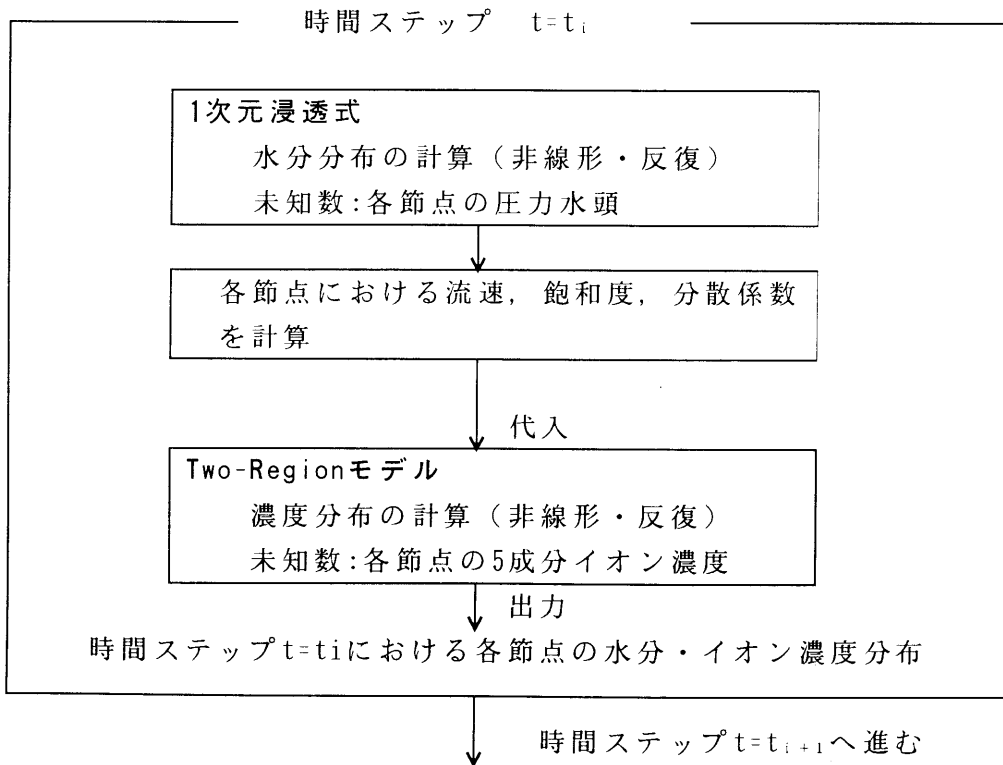 時間ステップ t=ti
1次元浸透式
水分分布の計算（非線形・反復）
未知数:各節点の圧力水頭
各節点における流速，飽和度，分散係数
を計算
代入
Two-Regionモデル
濃度分布の計算（非線形・反復）
未知数:各節点の5成分イオン濃度
出力
時間ステップt=tiにおける各節点の水分・イオン濃度分布
時間ステップt=ti+1へ進む